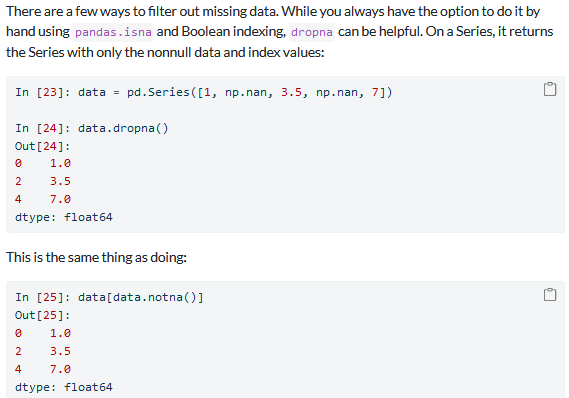 There are a few ways to filter out missing data. While you always have the option to do it by
hand using pandas.isna and Boolean indexing, dropna can be helpful. On a Series, it returns
the Series with only the nonnull data and index values:
In [23]: data = pd.Series([1, np.nan, 3.5, np.nan, 7])
In [24]: data.dropna()
Out[24]:
0    1.0
2    3.5
4    7.0
dtype: float64
This is the same thing as doing:
In [25]: data[data.notna()]
Out[25]:
0    1.0
2    3.5
4    7.0
dtype: float64